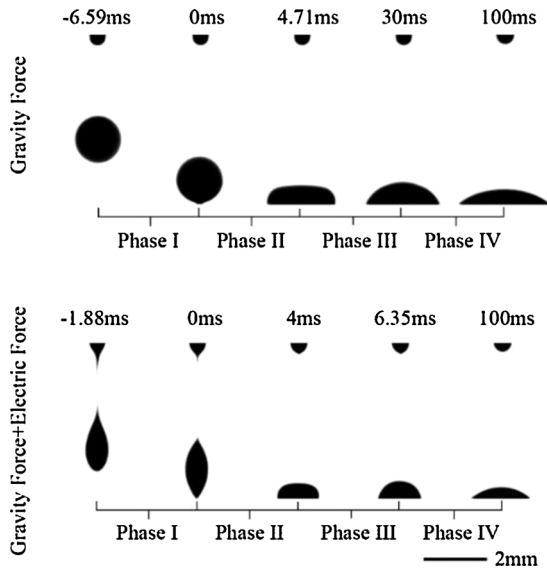 -6.59ms 0ms 4.71ms 30ms 100ms
Gravity Force
Phase I Phase II Phase III Phase IV
-1.88ms 0ms 4ms 6.35ms 100ms
Gravity Force+Electric Force
Phase I Phase II Phase III Phase IV
2mm